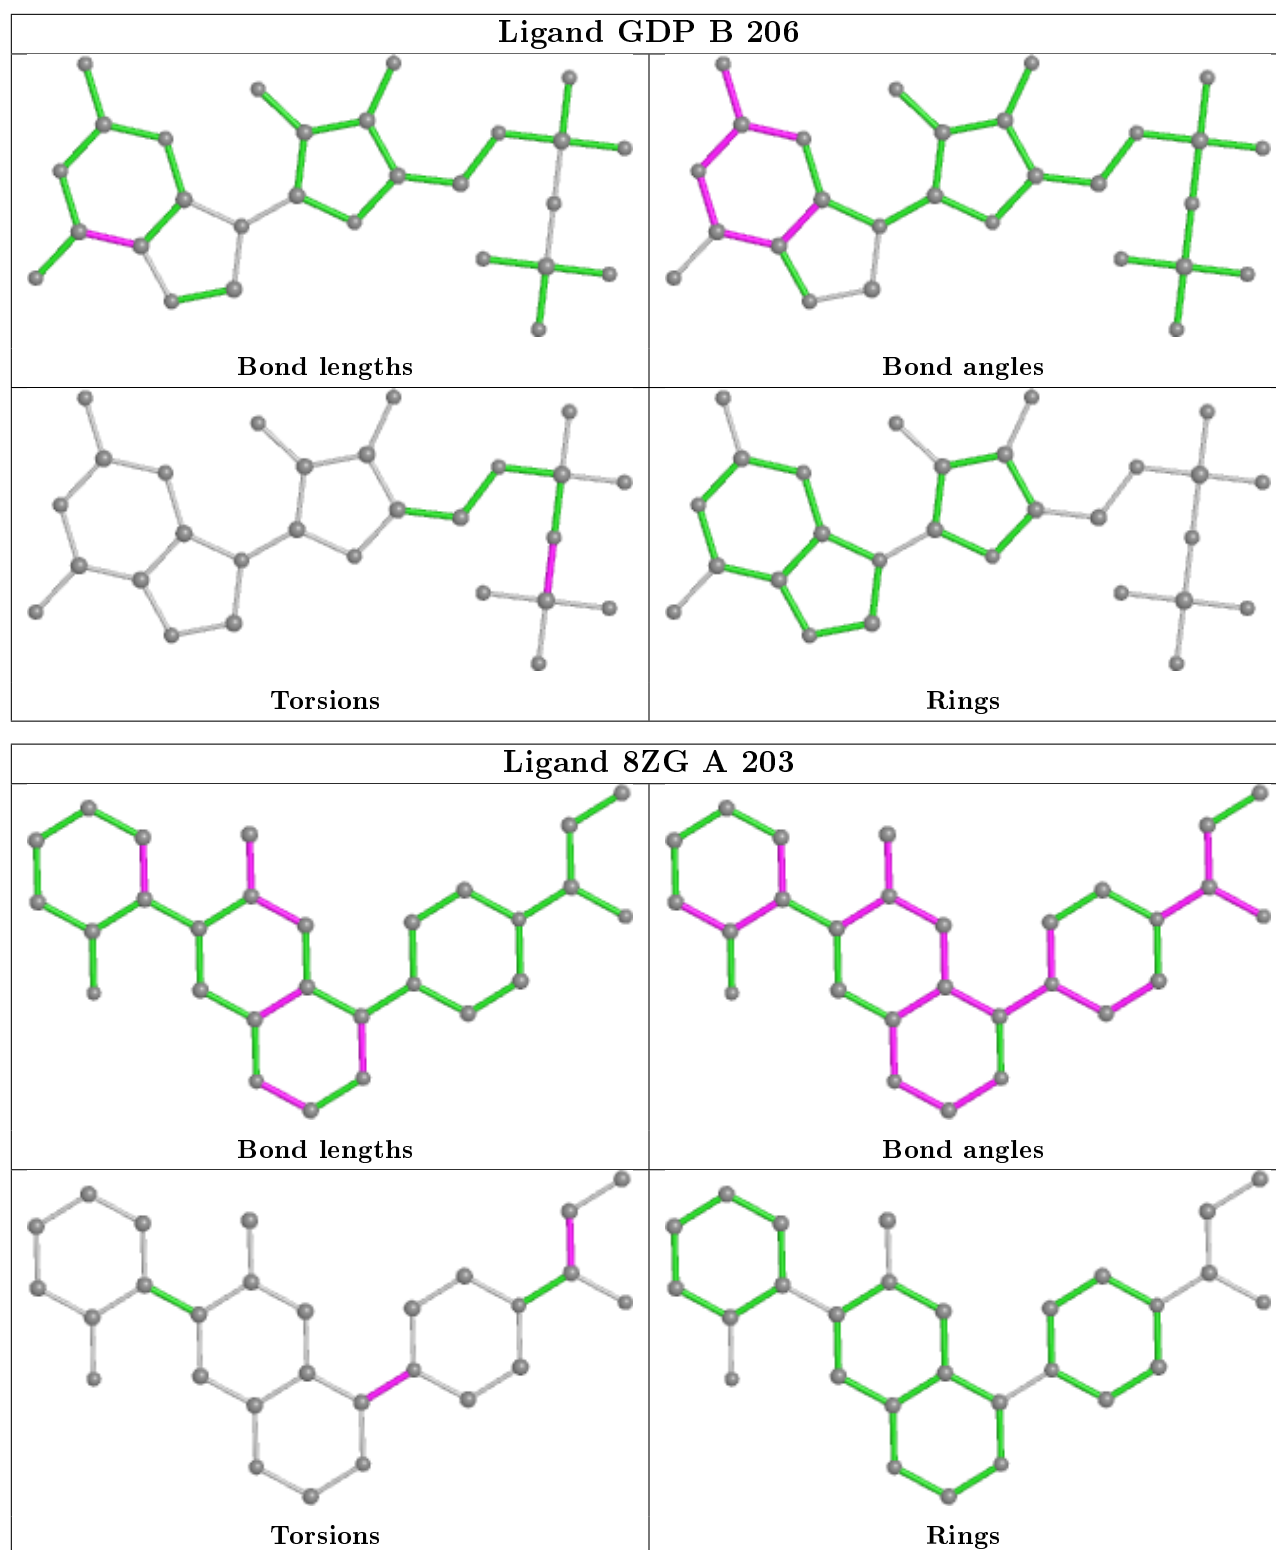 Ligand GDP B 206
Bond lengths
Bond angles
Torsions
Rings
Ligand 8ZG A 203
Bond lengths
Bond angles
Torsions
Rings